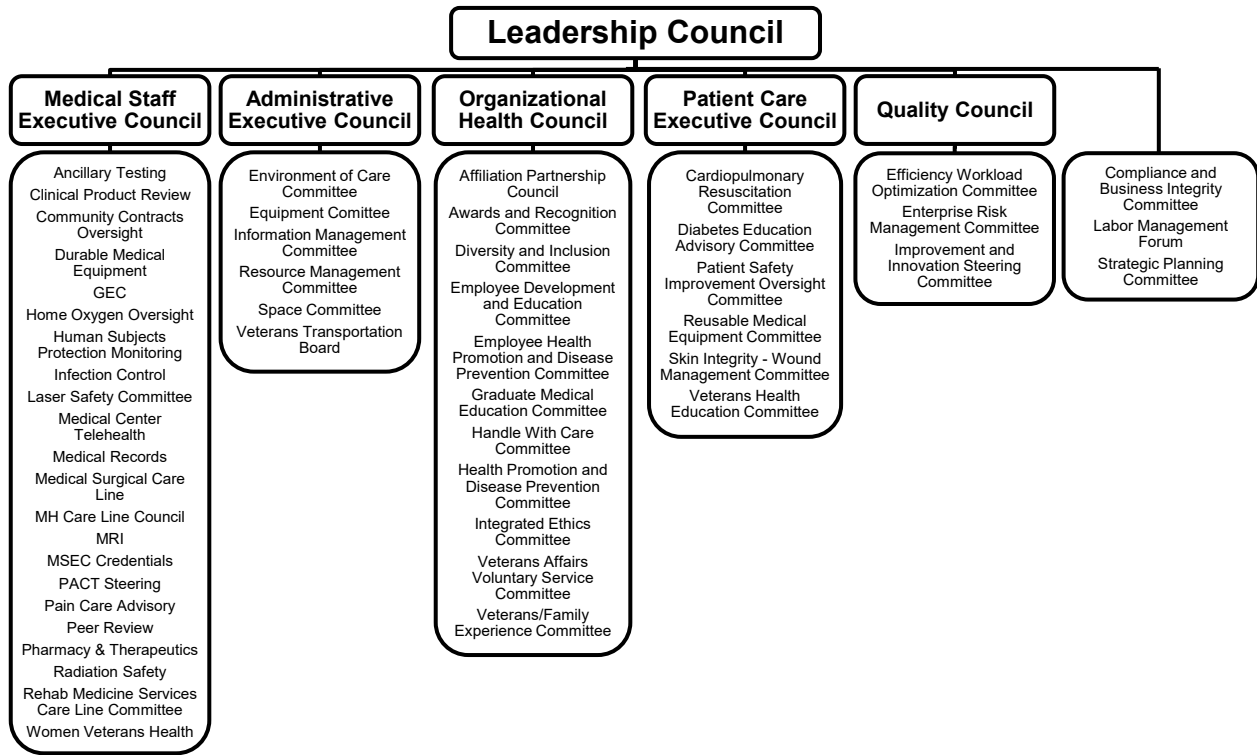 Leadership Council
Medical Staff
Executive Council
Ancillary Testing
Clinical Product Review
Community Contracts
Oversight
Durable Medical
Equipment
GEC
Home Oxygen Oversight
Human Subjects
Protection Monitoring
Infection Control
Laser Safety Committee
Medical Center
Telehealth
Medical Records
Medical Surgical Care
Line
MH Care Line Council
MRI
MSEC Credentials
PACT Steering
Pain Care Advisory
Peer Review
Pharmacy & Therapeutics
Radiation Safety
Rehab Medicine Services
Care Line Committee
Women Veterans Health
Administrative
Executive Council
Environment of Care
Committee
Equipment Comittee
Information Management
Committee
Resource Management
Committee
Space Committee
Veterans Transportation
Board
Organizational
Health Council
Affiliation Partnership
Council
Awards and Recognition
Committee
Diversity and Inclusion
Committee
Employee Development
and Education
Committee
Employee Health
Promotion and Disease
Prevention Committee
Graduate Medical
Education Committee
Handle With Care
Committee
Health Promotion and
Disease Prevention
Committee
Integrated Ethics
Committee
Veterans Affairs
Voluntary Service
Committee
Veterans/Family
Experience Committee
Patient Care
Executive Council
Cardiopulmonary
Resuscitation
Committee
Diabetes Education
Advisory Committee
Patient Safety
Improvement Oversight
Committee
Reusable Medical
Equipment Committee
Skin Integrity - Wound
Management Committee
Veterans Health
Education Committee
Quality Council
Efficiency Workload
Optimization Committee
Enterprise Risk
Management Committee
Improvement and
Innovation Steering
Committee
Compliance and
Business Integrity
Committee
Labor Management
Forum
Strategic Planning
Committee